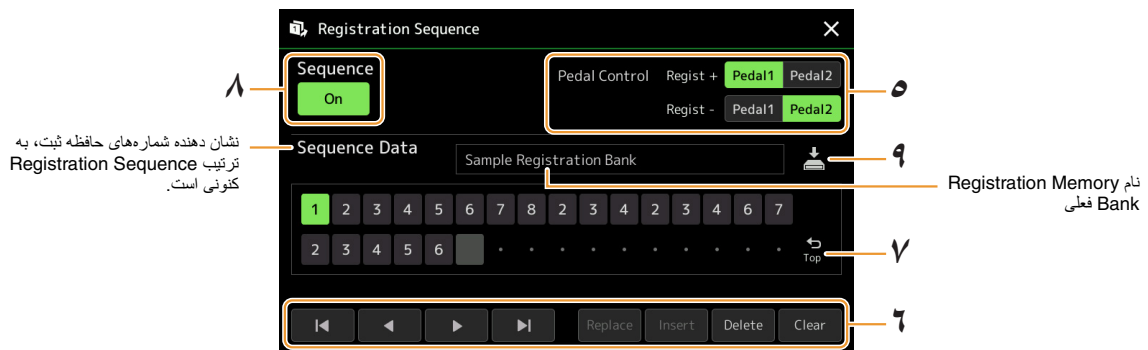 Registration Sequence
Sequence
On
Pedal Control Regist + Pedal1 Pedal2
Regist - Pedal1 Pedal2
۸
۵
نشان دهنده شماره‌های حافظه ثبت، به
ترتیب Registration Sequence
کنونی است.
Sequence Data
Sample Registration Bank
۹
نام Registration Memory
Bank فعلی
1 2 3 4 5 6 7 8 2 3 4 2 3 4 6 7
2 3 4 5 6
Top
۷
Replace Insert Delete Clear
٦